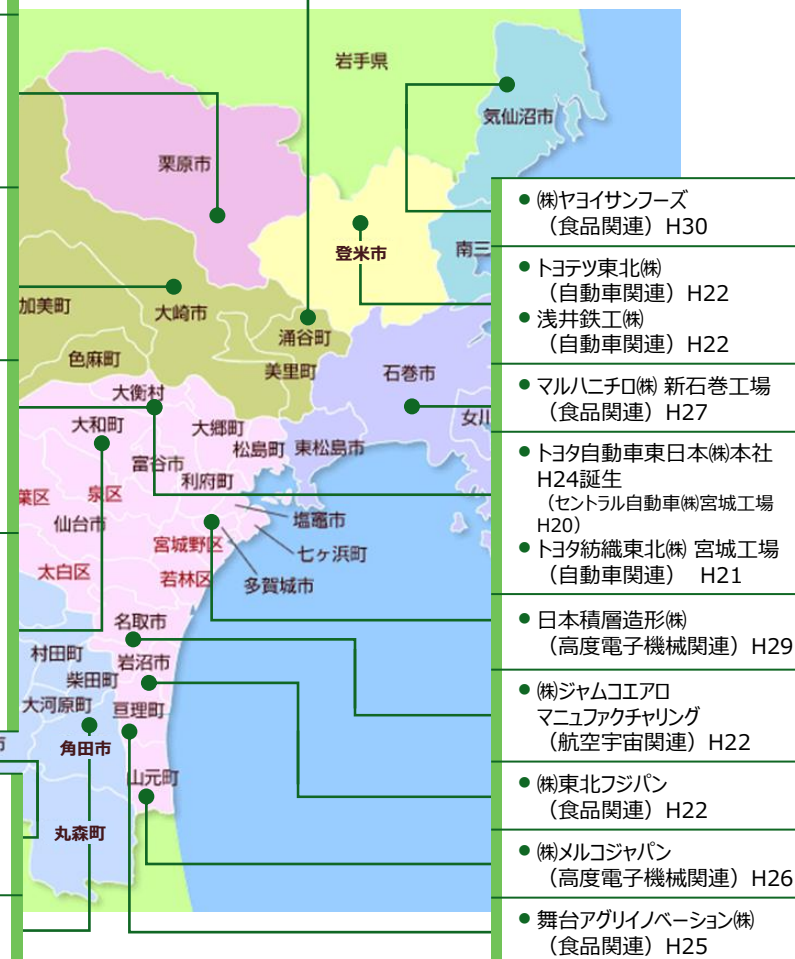 岩手県
気仙沼市
栗原市
登米市
南三
加美町
大崎市
涌谷町
色麻町
美里町
石巻市
大衡村
女川
大和町
大郷町
松島町
東松島市
富谷市
利府町
葉区
泉区
仙台市
塩竈市
宮城野区
七ヶ浜町
太白区
若林区
多賀城市
名取市
村田町
岩沼市
柴田町
大河原町
亘理町
市
角田市
山元町
丸森町
● ㈱ヤヨイサンフーズ
（食品関連）H30
● トヨテツ東北㈱
（自動車関連）H22
● 浅井鉄工㈱
（自動車関連）H22
● マルハニチロ㈱ 新石巻工場
（食品関連）H27
● トヨタ自動車東日本㈱本社
H24誕生
（セントラル自動車㈱宮城工場
H20）
● トヨタ紡織東北㈱ 宮城工場
（自動車関連） H21
● 日本積層造形㈱
（高度電子機械関連）H29
● ㈱ジャムコエアロ
マニュファクチャリング
（航空宇宙関連）H22
● ㈱東北フジパン
（食品関連）H22
● ㈱メルコジャパン
（高度電子機械関連）H26
● 舞台アグリイノベーション㈱
（食品関連）H25